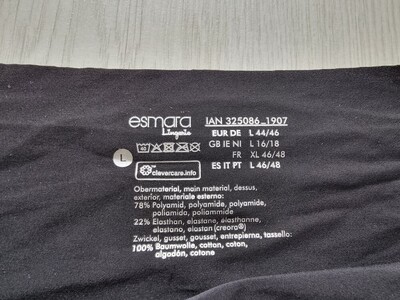 esmara
Lingerie
IAN 325086_1907
EUR DE L 44/46
GB IE NI L 16/18
FR XL 46/48
ES IT PT L 46/48
L
clevercare.info
Obermaterial, main material, dessus,
exterior, materiale esterno:
78% Polyamid, polyamide, polyamide,
poliamida, poliammide
22% Elasthan, elastane, élasthanne,
elastano, elastan (creora®)
Zwickel, gusset, gousset, entrepierna, tassello:
100% Baumwolle, cotton, coton,
algodón, cotone